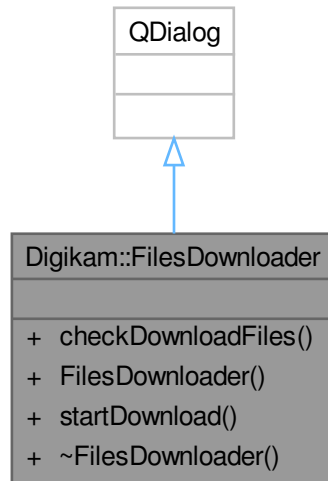 QDialog
Digikam::FilesDownloader
+ checkDownloadFiles()
+ FilesDownloader()
+ startDownload()
+ ~FilesDownloader()